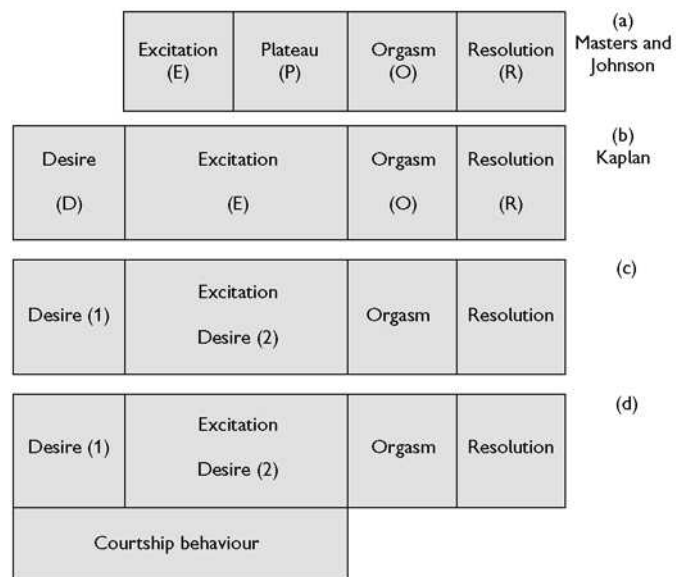 (a)
Masters and
Johnson
Excitation
(E)
Plateau
(P)
Orgasm
(O)
Resolution
(R)
(b)
Kaplan
Desire
(D)
Excitation
(E)
Orgasm
(O)
Resolution
(R)
(c)
Desire (1)
Excitation
Desire (2)
Orgasm
Resolution
(d)
Desire (1)
Excitation
Desire (2)
Orgasm
Resolution
Courtship behaviour